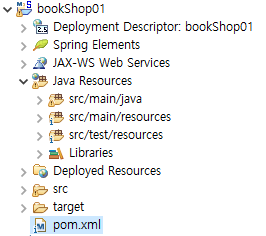 bookShop01
Deployment Descriptor: bookShop01
Spring Elements
JAX-WS Web Services
Java Resources
src/main/java
src/main/resources
src/test/resources
Libraries
Deployed Resources
src
target
pom.xml